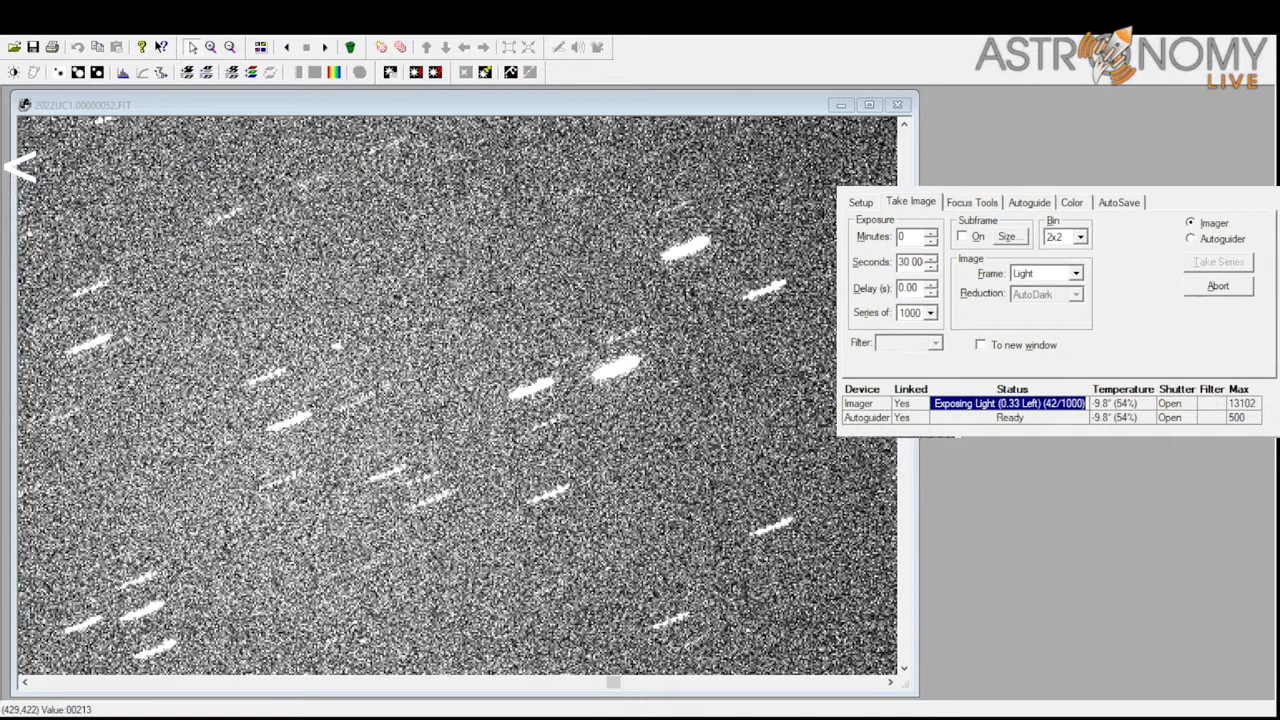 ASTRONOMY
LIVE
2022UC1.00000052.FIT
<
Setup Take Image Focus Tools Autoguide Color AutoSave
Exposure Subframe Bin Imager
Minutes: 0 On Size... 2x2 Autoguider
Seconds: 30.00 Image Take Series
Frame: Light
Delay (s): 0.00 Reduction: AutoDark Abort
Series of: 1000
Filter: To new window
Device Linked Status Temperature Shutter Filter Max
Imager Yes Exposing Light (0.33 Left) (42/1000) -9.8° (54%) Open 13102
Autoguider Yes Ready -9.8° (54%) Open 500
(429,422) Value:00213